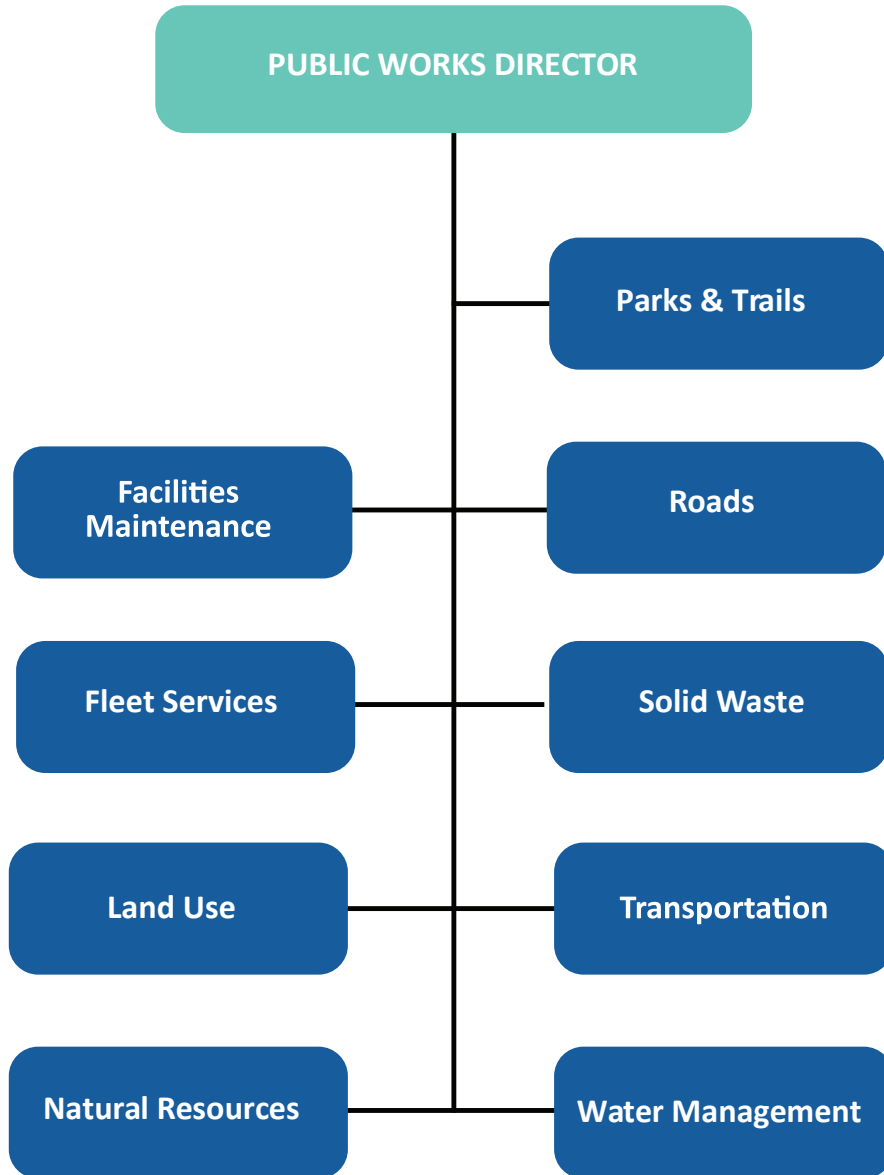 PUBLIC WORKS DIRECTOR
Parks & Trails
Facilities
Maintenance
Roads
Fleet Services
Solid Waste
Land Use
Transportation
Natural Resources
Water Management